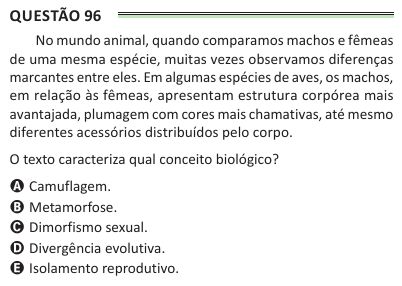 QUESTÃO 96
No mundo animal, quando comparamos machos e fêmeas
de uma mesma espécie, muitas vezes observamos diferenças
marcantes entre eles. Em algumas espécies de aves, os machos,
em relação às fêmeas, apresentam estrutura corpórea mais
avantajada, plumagem com cores mais chamativas, até mesmo
diferentes acessórios distribuídos pelo corpo.
O texto caracteriza qual conceito biológico?
A Camuflagem.
B Metamorfose.
C Dimorfismo sexual.
D Divergência evolutiva.
E Isolamento reprodutivo.